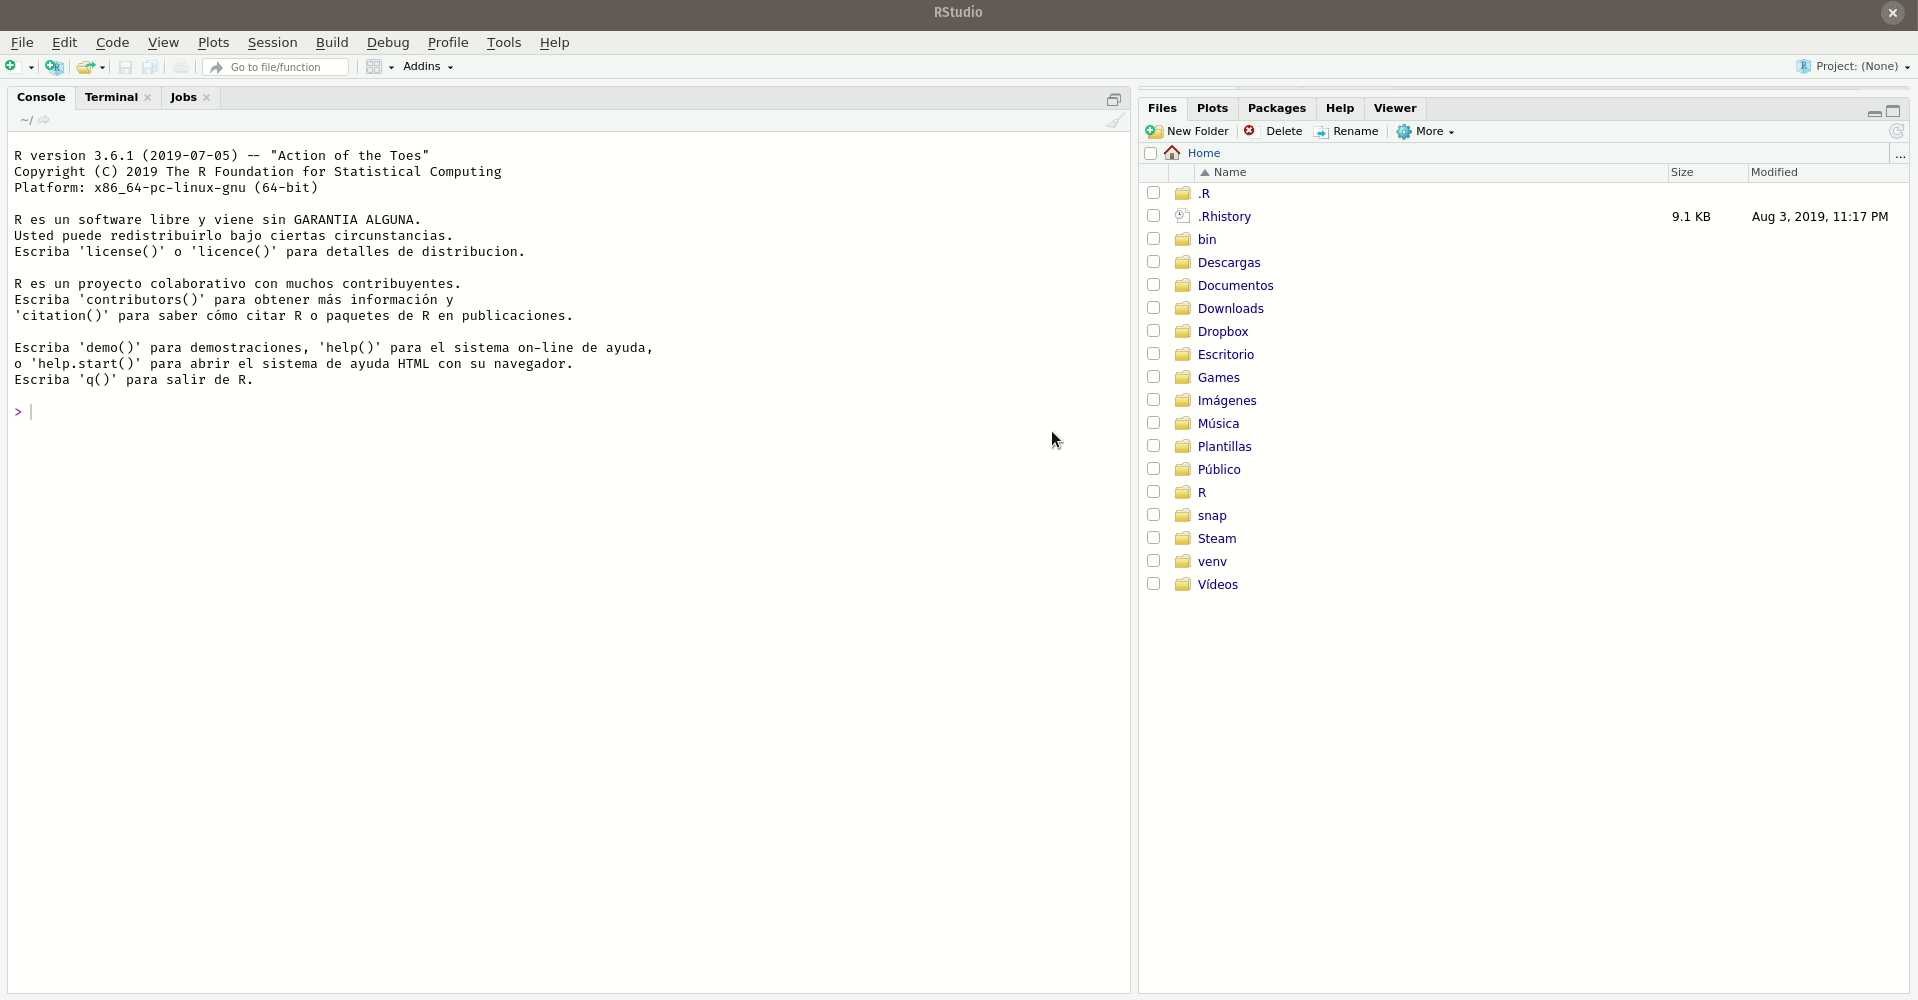 RStudio
File Edit Code View Plots Session Build Debug Profile Tools Help
Go to file/function Addins Project: (None)
Console Terminal Jobs
~/
R version 3.6.1 (2019-07-05) -- "Action of the Toes"
Copyright (C) 2019 The R Foundation for Statistical Computing
Platform: x86_64-pc-linux-gnu (64-bit)
R es un software libre y viene sin GARANTIA ALGUNA.
Usted puede redistribuirlo bajo ciertas circunstancias.
Escriba 'license()' o 'licence()' para detalles de distribucion.
R es un proyecto colaborativo con muchos contribuyentes.
Escriba 'contributors()' para obtener más información y
'citation()' para saber cómo citar R o paquetes de R en publicaciones.
Escriba 'demo()' para demostraciones, 'help()' para el sistema on-line de ayuda,
o 'help.start()' para abrir el sistema de ayuda HTML con su navegador.
Escriba 'q()' para salir de R.
>
Files Plots Packages Help Viewer
New Folder Delete Rename More
Home ...
Name Size Modified
.R
.Rhistory 9.1 KB Aug 3, 2019, 11:17 PM
bin
Descargas
Documentos
Downloads
Dropbox
Escritorio
Games
Imágenes
Música
Plantillas
Público
R
snap
Steam
venv
Vídeos